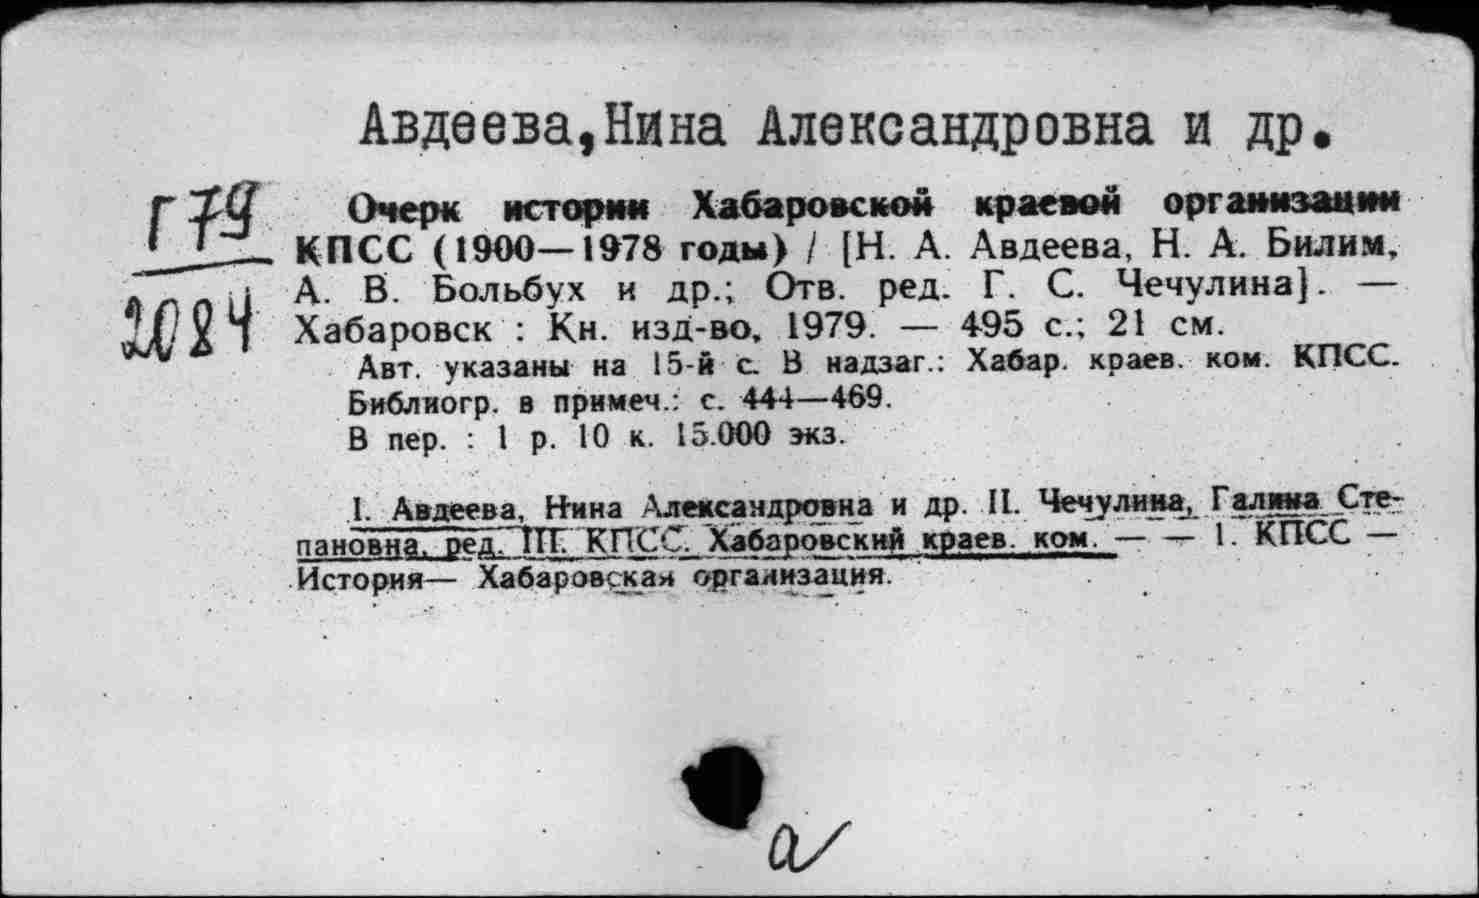 Авдеева,Нина Александровна и др.
Г79
Очерк истории Хабаровской краевой организации
КПСС (1900—1978 годы) / [Н. А. Авдеева, Н. А. Билим,
А. В. Больбух и др.; Отв. ред. Г. С. Чечулина]. —
Хабаровск : Кн. изд-во, 1979. — 495 с.; 21 см.
Авт. указаны на 15-й с. В надзаг.: Хабар. краев. ком. КПСС.
Библиогр. в примеч.: с. 444—469.
В пер. : 1 р. 10 к. 15.000 экз.
I. Авдеева, Нина Александровна и др. II. Чечулина, Галина Сте-
пановна, ред. III. КПСС. Хабаровский краев. ком. — — 1. КПСС —
История— Хабаровская организация.